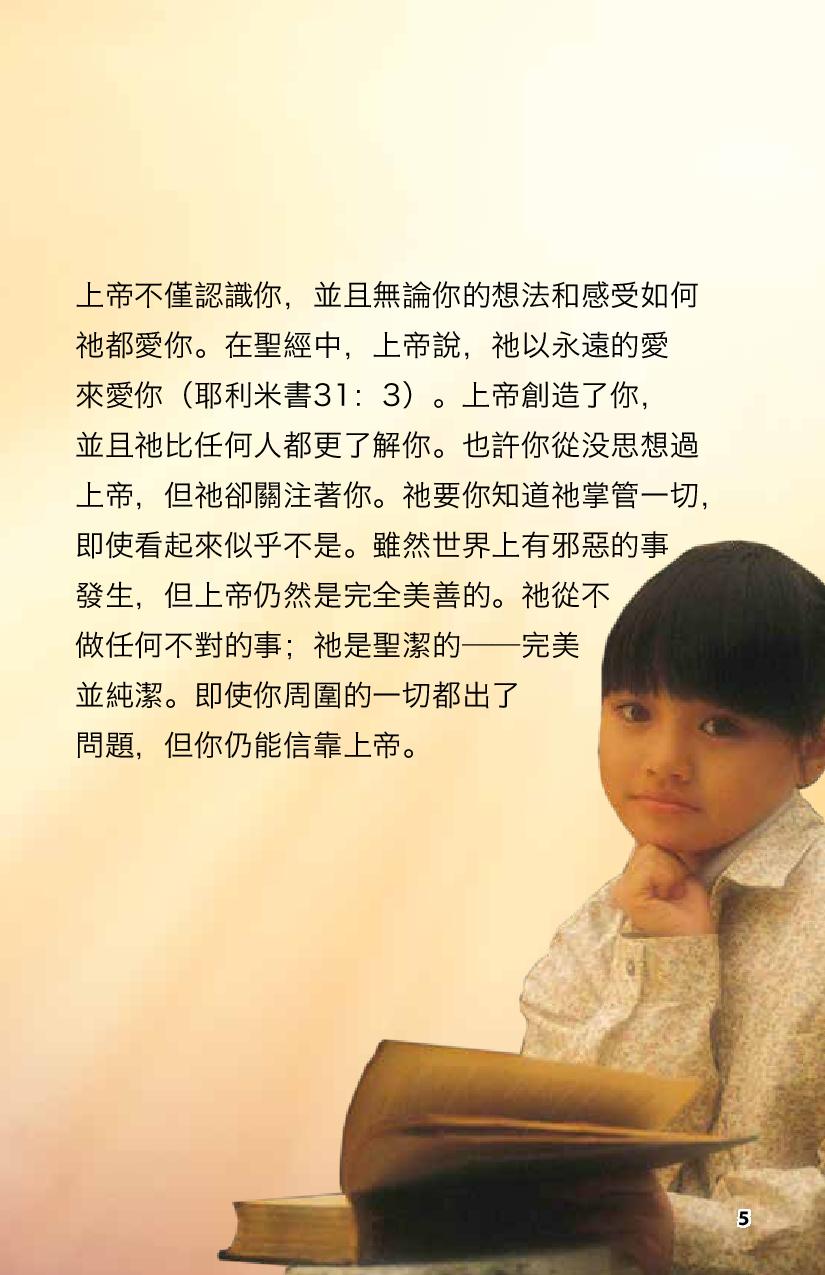 上帝不僅認識你，並且無論你的想法和感受如何
祂都愛你。在聖經中，上帝說，祂以永遠的愛
來愛你（耶利米書31：3）。上帝創造了你，
並且祂比任何人都更了解你。也許你從没思想過
上帝，但祂卻關注著你。祂要你知道祂掌管一切，
即使看起來似乎不是。雖然世界上有邪惡的事
發生，但上帝仍然是完全美善的。祂從不
做任何不對的事；祂是聖潔的——完美
並純潔。即使你周圍的一切都出了
問題，但你仍能信靠上帝。
5